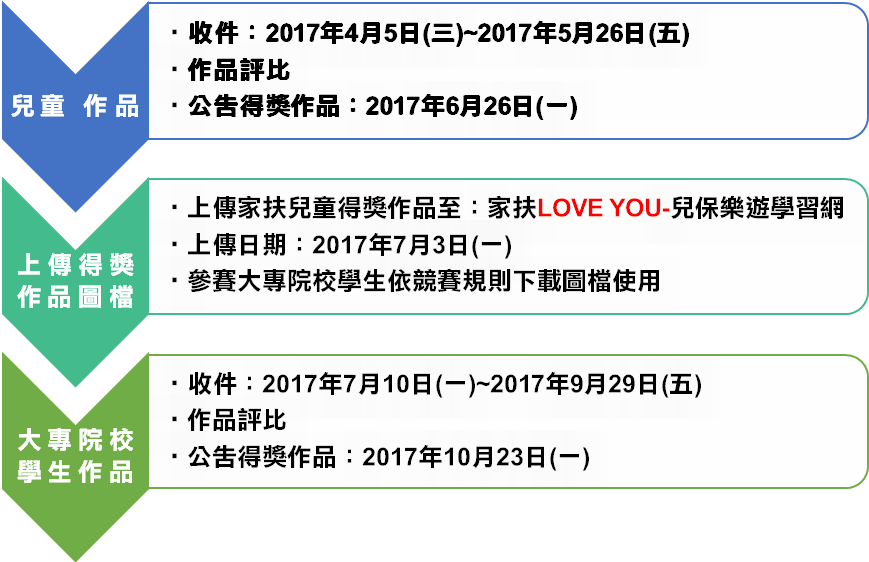 兒童 作品
・收件：2017年4月5日(三)~2017年5月26日(五)
・作品評比
・公告得獎作品：2017年6月26日(一)
上傳得獎
作品圖檔
・上傳家扶兒童得獎作品至：家扶LOVE YOU-兒保樂遊學習網
・上傳日期：2017年7月3日(一)
・參賽大專院校學生依競賽規則下載圖檔使用
大專院校
學生作品
・收件：2017年7月10日(一)~2017年9月29日(五)
・作品評比
・公告得獎作品：2017年10月23日(一)